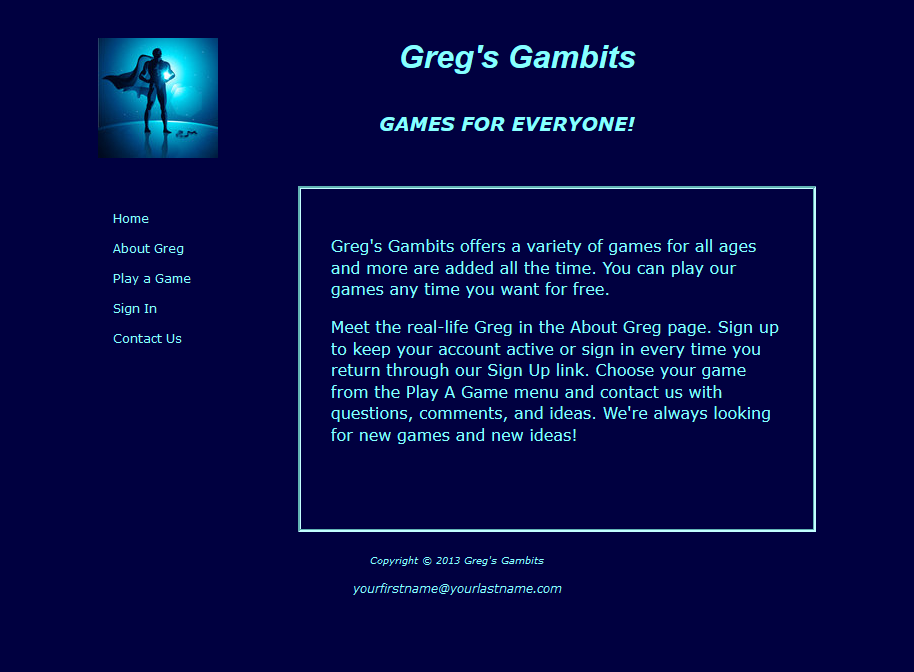 Greg's Gambits
GAMES FOR EVERYONE!
Home
About Greg
Play a Game
Sign In
Contact Us
Greg's Gambits offers a variety of games for all ages
and more are added all the time. You can play our
games any time you want for free.
Meet the real-life Greg in the About Greg page. Sign up
to keep your account active or sign in every time you
return through our Sign Up link. Choose your game
from the Play A Game menu and contact us with
questions, comments, and ideas. We're always looking
for new games and new ideas!
Copyright © 2013 Greg's Gambits
yourfirstname@yourlastname.com